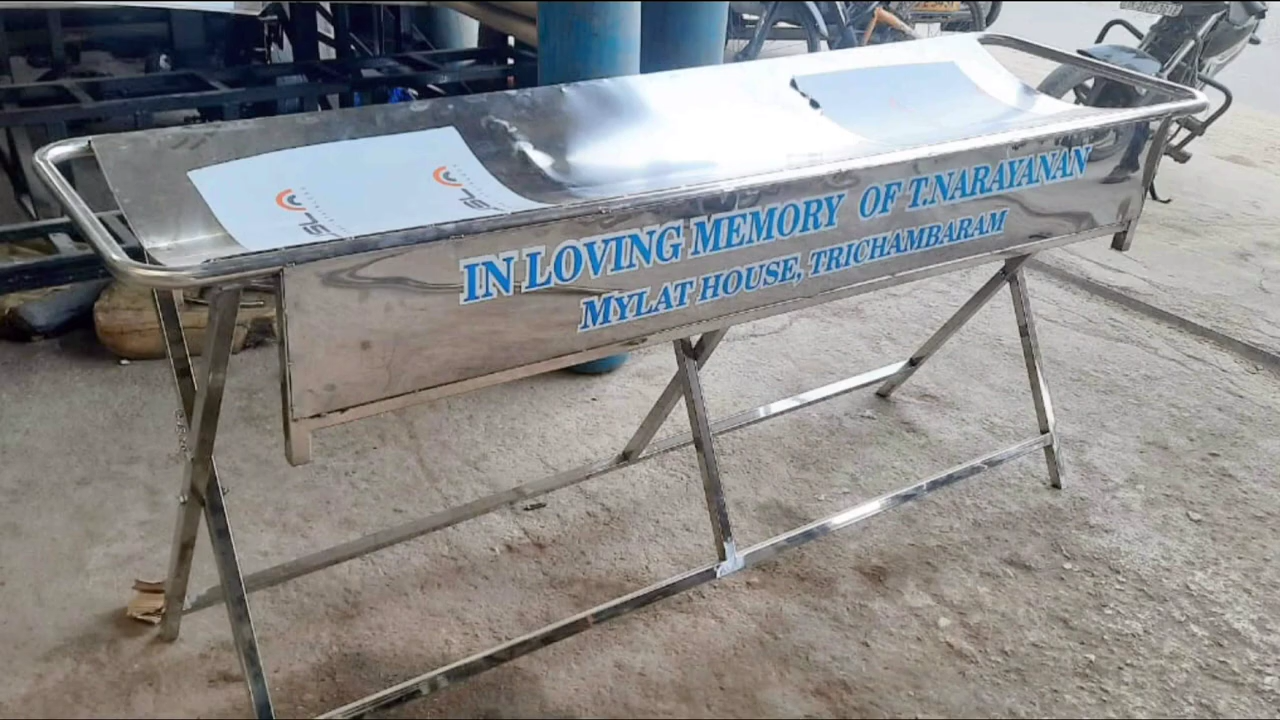 IN LOVING MEMORY OF T.NARAYANAN
MYLAT HOUSE, TRICHAMBARAM